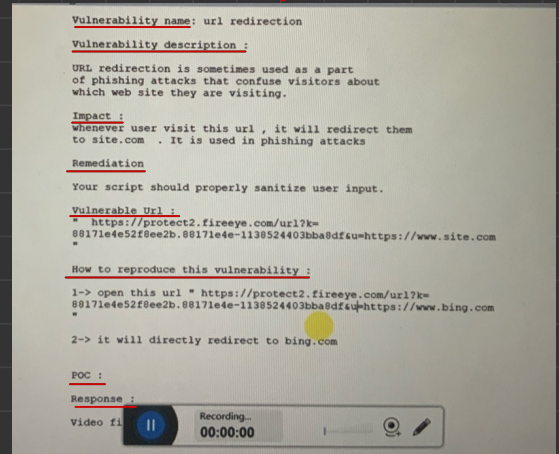 Vulnerability name: url redirection
Vulnerability description :
URL redirection is sometimes used as a part
of phishing attacks that confuse visitors about
which web site they are visiting.
Impact :
whenever user visit this url , it will redirect them
to site.com . It is used in phishing attacks
Remediation
Your script should properly sanitize user input.
Vulnerable Url :
" https://protect2.fireeye.com/url?k=
88171e4e52f8ee2b.88171e4e-1138524403bba8df&u=https://www.site.com
"
How to reproduce this vulnerability :
1-> open this url " https://protect2.fireeye.com/url?k=
88171e4e52f8ee2b.88171e4e-1138524403bba8df&u=https://www.bing.com
"
2-> it will directly redirect to bing.com
POC :
Response :
Video fi
Recording...
00:00:00